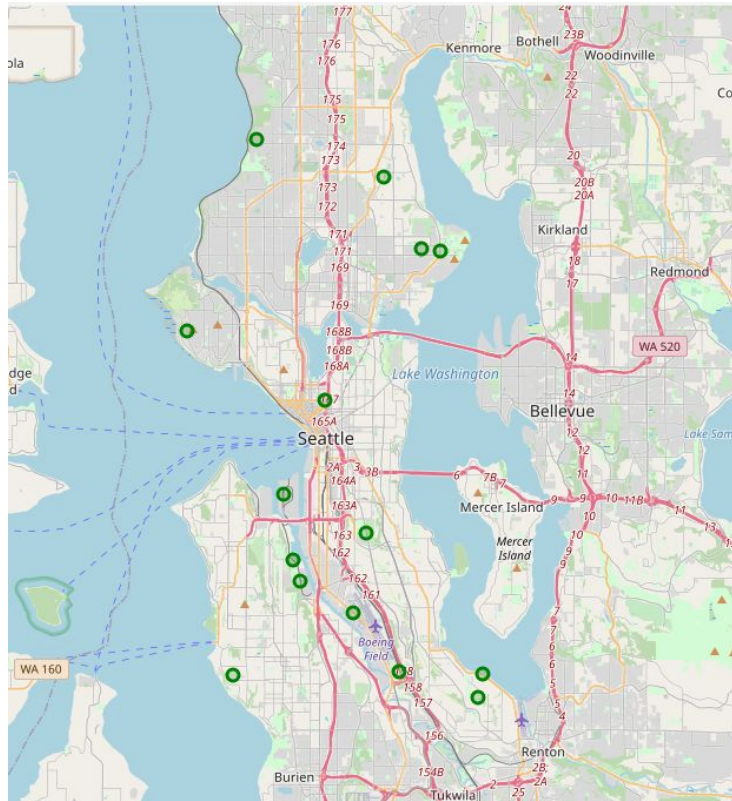 177
24
23B
Bothell
Woodinville
Kenmore
176
176
ola
22
22
Co
175
175
174
173
20
173
20B
20A
172
171
171
Kirkland
18
169
17
Redmond
169
168B
168B
WA 520
168A
14
dge
d
Lake Washington
14
165A
Bellevue
12
Seattle
12
Lake Sam
2A
3
3B
6
7B
7
11
164A
9
9
11B
11
163A
Mercer Island
10
10
13
163
Mercer
Island
9
162
9
162
161
7
7
Boeing
Field
6
6
WA 160
158
5
157
5
4
156
Renton
Burien
154B
2B
2
2A
Tukwila
25